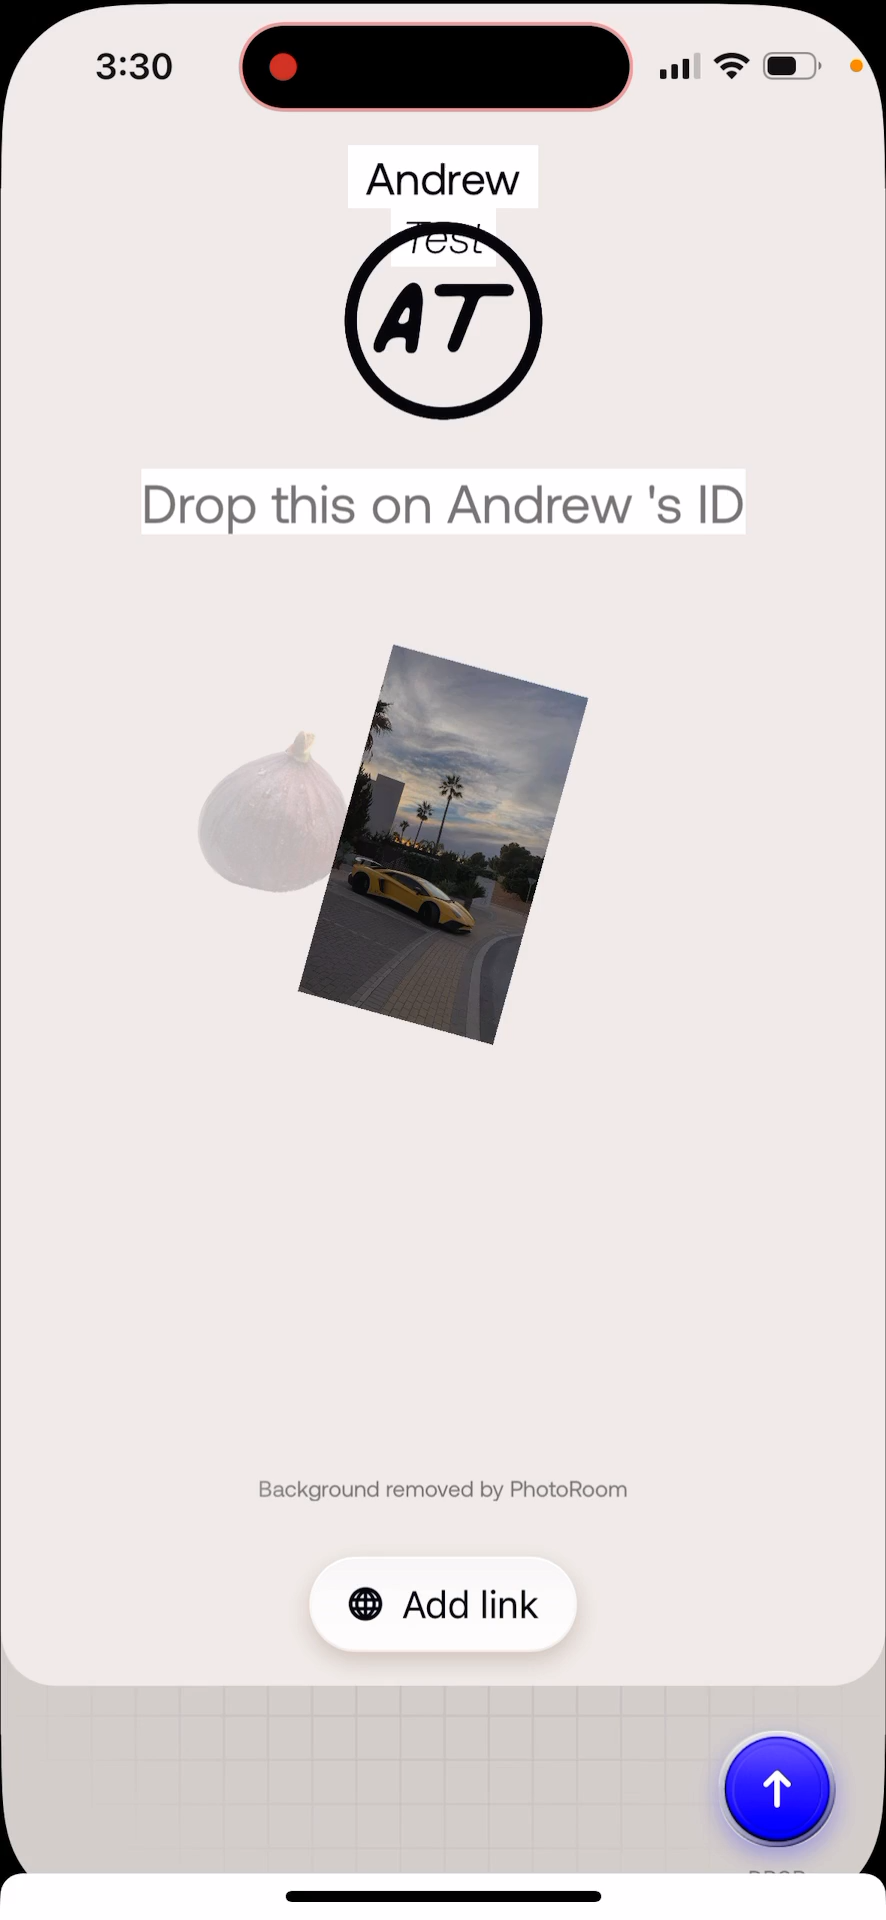 3:30
Andrew
Test
AT
Drop this on Andrew 's ID
Background removed by PhotoRoom
Add link